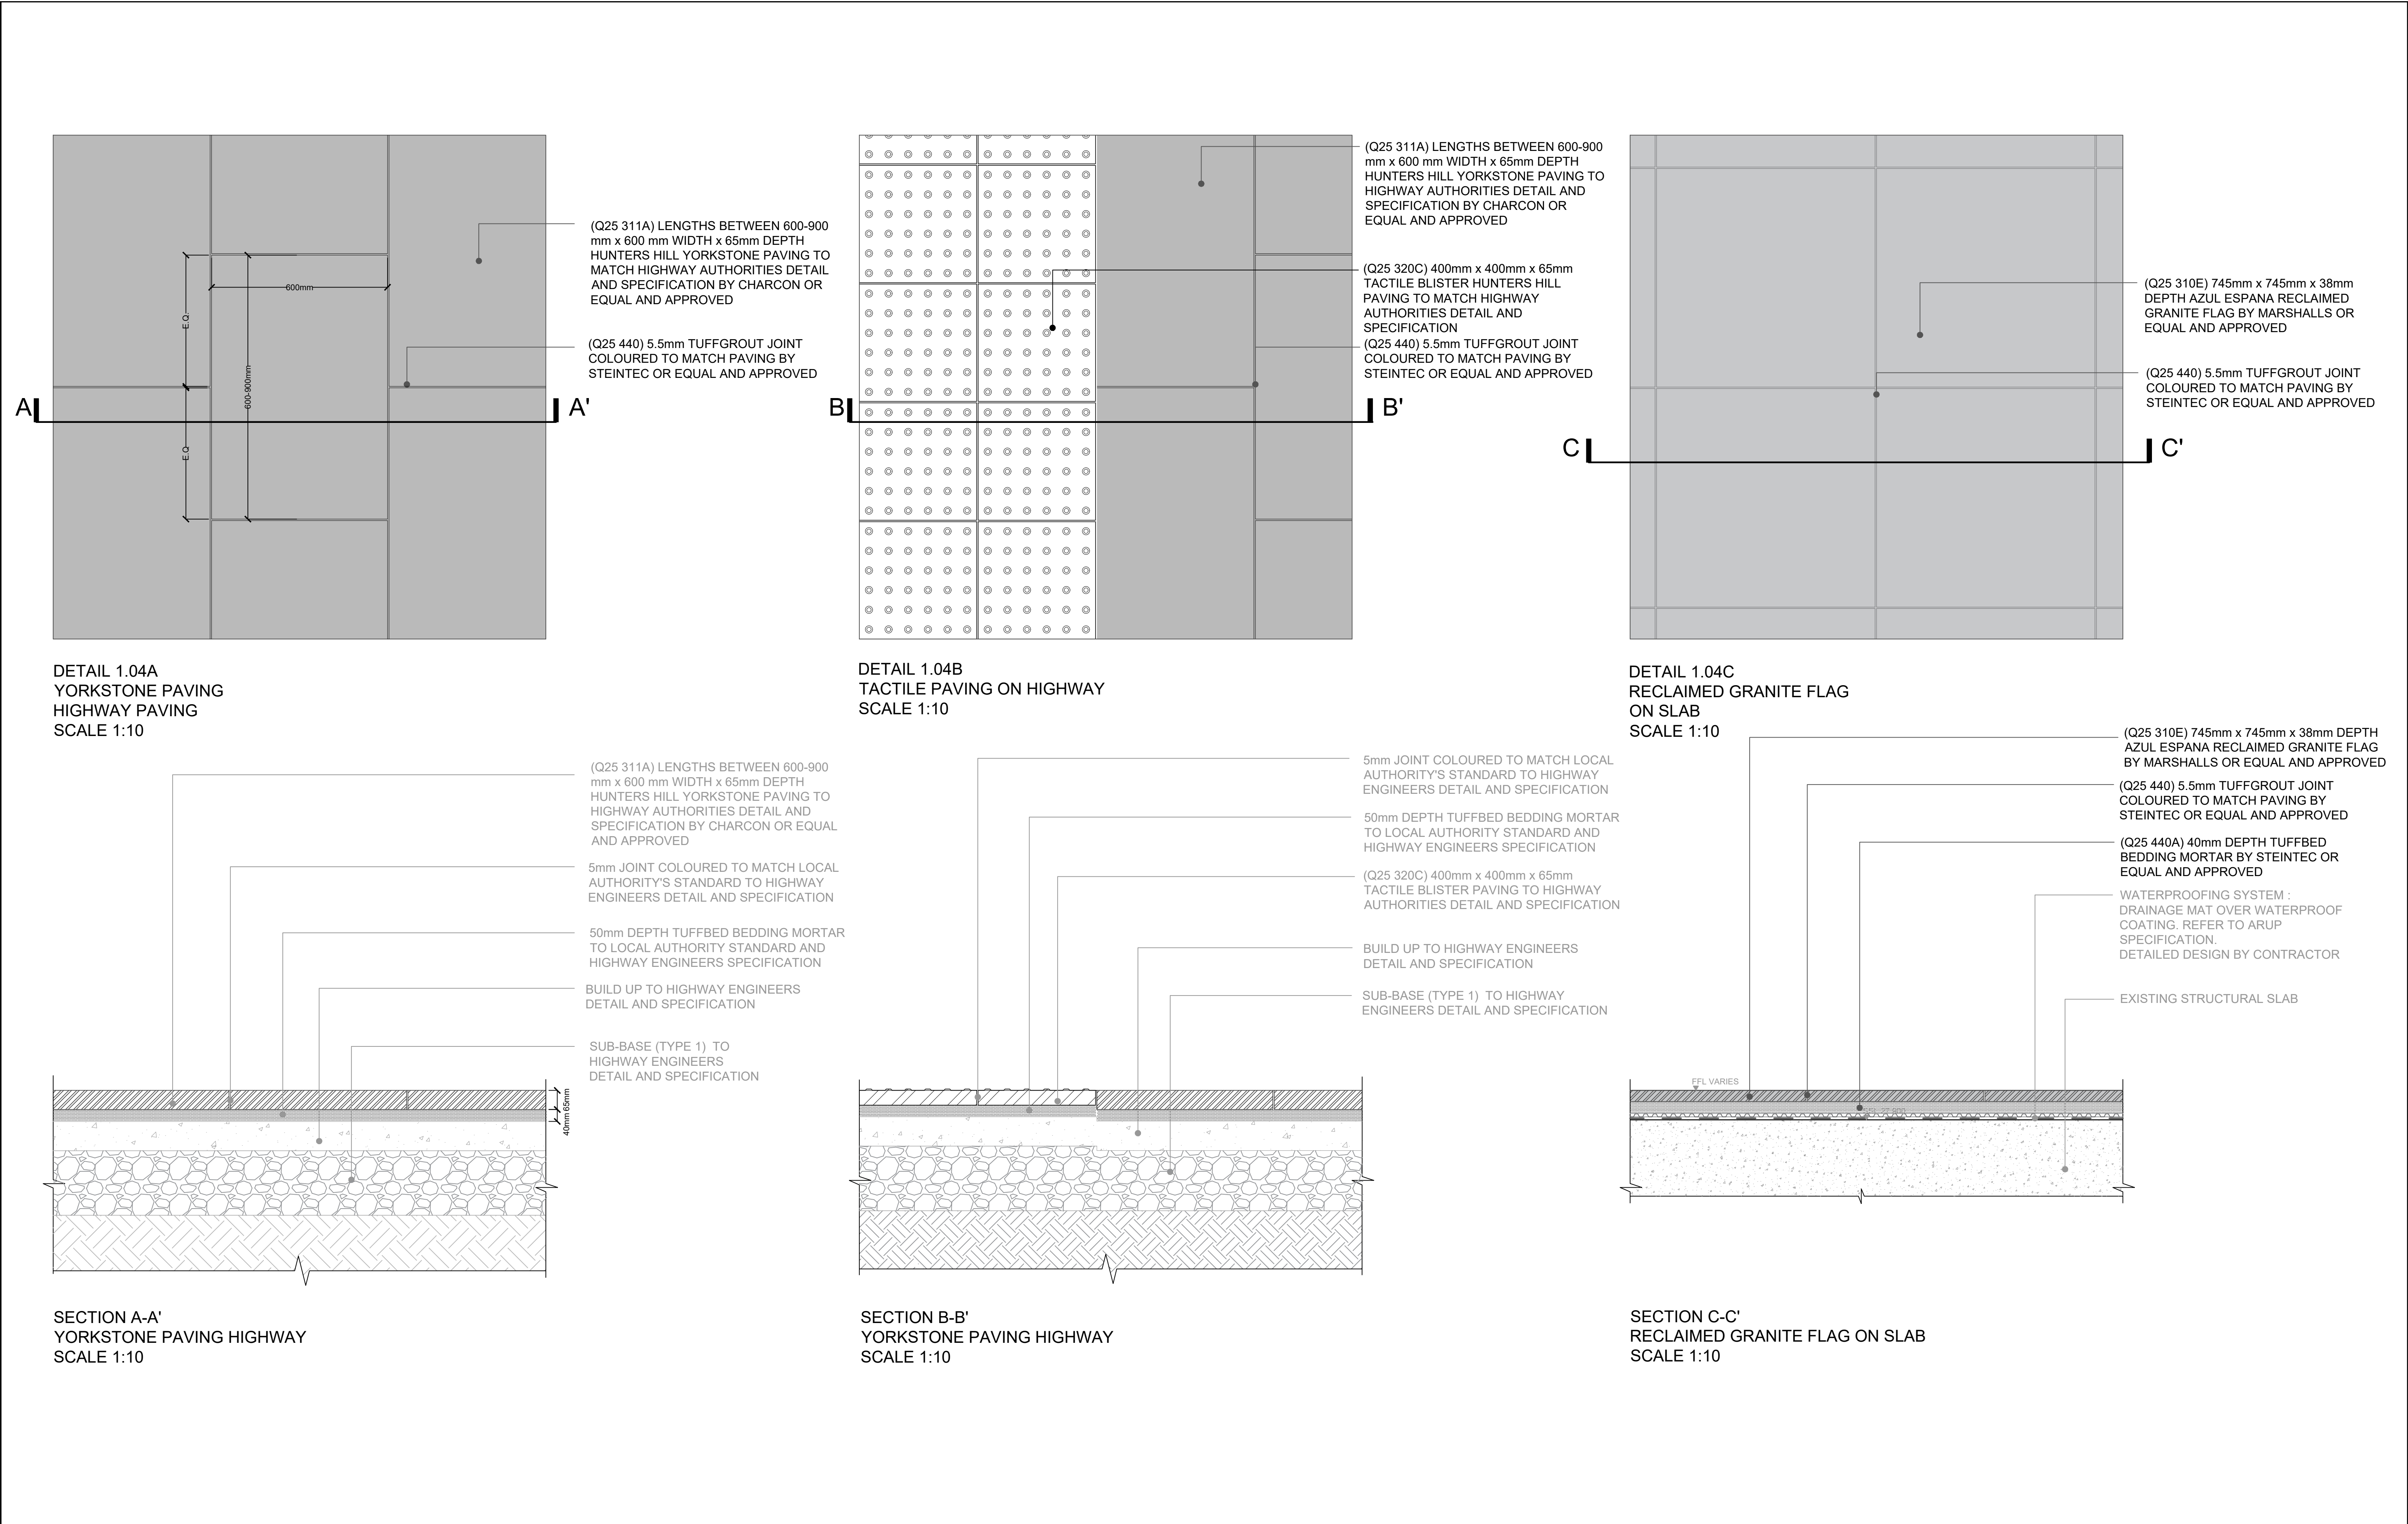 (Q25 311A) LENGTHS BETWEEN 600-900
mm x 600 mm WIDTH x 65mm DEPTH
HUNTERS HILL YORKSTONE PAVING TO
MATCH HIGHWAY AUTHORITIES DETAIL
AND SPECIFICATION BY CHARCON OR
EQUAL AND APPROVED
600mm
E.Q
600-900mm
E.Q
(Q25 440) 5.5mm TUFFGROUT JOINT
COLOURED TO MATCH PAVING BY
STEINTEC OR EQUAL AND APPROVED
A
A'
DETAIL 1.04A
YORKSTONE PAVING
HIGHWAY PAVING
SCALE 1:10
(Q25 311A) LENGTHS BETWEEN 600-900
mm x 600 mm WIDTH x 65mm DEPTH
HUNTERS HILL YORKSTONE PAVING TO
HIGHWAY AUTHORITIES DETAIL AND
SPECIFICATION BY CHARCON OR
EQUAL AND APPROVED
(Q25 320C) 400mm x 400mm x 65mm
TACTILE BLISTER HUNTERS HILL
PAVING TO MATCH HIGHWAY
AUTHORITIES DETAIL AND
SPECIFICATION
(Q25 440) 5.5mm TUFFGROUT JOINT
COLOURED TO MATCH PAVING BY
STEINTEC OR EQUAL AND APPROVED
B
B'
DETAIL 1.04B
TACTILE PAVING ON HIGHWAY
SCALE 1:10
(Q25 310E) 745mm x 745mm x 38mm
DEPTH AZUL ESPANA RECLAIMED
GRANITE FLAG BY MARSHALLS OR
EQUAL AND APPROVED
(Q25 440) 5.5mm TUFFGROUT JOINT
COLOURED TO MATCH PAVING BY
STEINTEC OR EQUAL AND APPROVED
C
C'
DETAIL 1.04C
RECLAIMED GRANITE FLAG
ON SLAB
SCALE 1:10
(Q25 311A) LENGTHS BETWEEN 600-900
mm x 600 mm WIDTH x 65mm DEPTH
HUNTERS HILL YORKSTONE PAVING TO
HIGHWAY AUTHORITIES DETAIL AND
SPECIFICATION BY CHARCON OR EQUAL
AND APPROVED
5mm JOINT COLOURED TO MATCH LOCAL
AUTHORITY'S STANDARD TO HIGHWAY
ENGINEERS DETAIL AND SPECIFICATION
50mm DEPTH TUFFBED BEDDING MORTAR
TO LOCAL AUTHORITY STANDARD AND
HIGHWAY ENGINEERS SPECIFICATION
BUILD UP TO HIGHWAY ENGINEERS
DETAIL AND SPECIFICATION
SUB-BASE (TYPE 1) TO
HIGHWAY ENGINEERS
DETAIL AND SPECIFICATION
65mm
40mm
SECTION A-A'
YORKSTONE PAVING HIGHWAY
SCALE 1:10
5mm JOINT COLOURED TO MATCH LOCAL
AUTHORITY'S STANDARD TO HIGHWAY
ENGINEERS DETAIL AND SPECIFICATION
50mm DEPTH TUFFBED BEDDING MORTAR
TO LOCAL AUTHORITY STANDARD AND
HIGHWAY ENGINEERS SPECIFICATION
(Q25 320C) 400mm x 400mm x 65mm
TACTILE BLISTER PAVING TO HIGHWAY
AUTHORITIES DETAIL AND SPECIFICATION
BUILD UP TO HIGHWAY ENGINEERS
DETAIL AND SPECIFICATION
SUB-BASE (TYPE 1) TO HIGHWAY
ENGINEERS DETAIL AND SPECIFICATION
SECTION B-B'
YORKSTONE PAVING HIGHWAY
SCALE 1:10
(Q25 310E) 745mm x 745mm x 38mm DEPTH
AZUL ESPANA RECLAIMED GRANITE FLAG
BY MARSHALLS OR EQUAL AND APPROVED
(Q25 440) 5.5mm TUFFGROUT JOINT
COLOURED TO MATCH PAVING BY
STEINTEC OR EQUAL AND APPROVED
(Q25 440A) 40mm DEPTH TUFFBED
BEDDING MORTAR BY STEINTEC OR
EQUAL AND APPROVED
WATERPROOFING SYSTEM :
DRAINAGE MAT OVER WATERPROOF
COATING. REFER TO ARUP
SPECIFICATION.
DETAILED DESIGN BY CONTRACTOR
EXISTING STRUCTURAL SLAB
FFL VARIES
SECTION C-C'
RECLAIMED GRANITE FLAG ON SLAB
SCALE 1:10